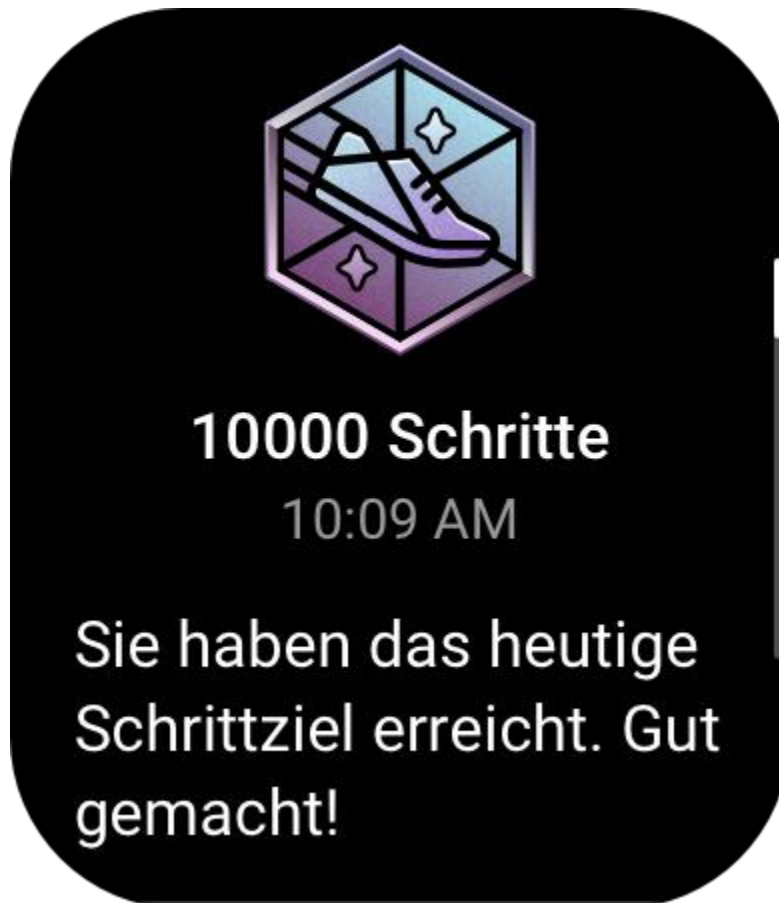 10000 Schritte
10:09 AM
Sie haben das heutige
Schrittziel erreicht. Gut
gemacht!